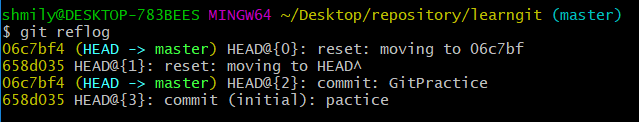 shmily@DESKTOP-783BEES MINGW64 ~/Desktop/repository/learngit (master)
$ git reflog
06c7bf4 (HEAD -> master) HEAD@{0}: reset: moving to 06c7bf
658d035 HEAD@{1}: reset: moving to HEAD^
06c7bf4 (HEAD -> master) HEAD@{2}: commit: GitPractice
658d035 HEAD@{3}: commit (initial): pactice